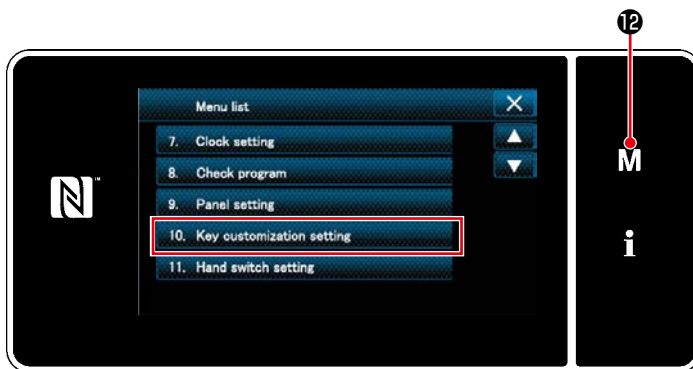 ⓬
Menu list
7. Clock setting
8. Check program
9. Panel setting
10. Key customization setting
11. Hand switch setting
M
i
N